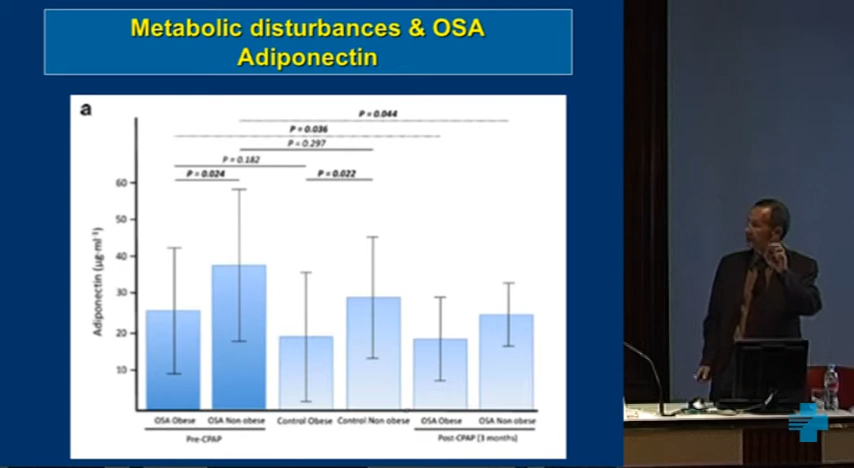 Metabolic disturbances & OSA
Adiponectin
a
P = 0.044
P = 0.036
P = 0.297
P = 0.182
P = 0.024
P = 0.022
60
50
40
30
20
10
Adiponectin (µg·ml⁻¹)
OSA Obese
OSA Non obese
Control Obese
Control Non obese
OSA Obese
OSA Non obese
Pre-CPAP
Post-CPAP (3 months)